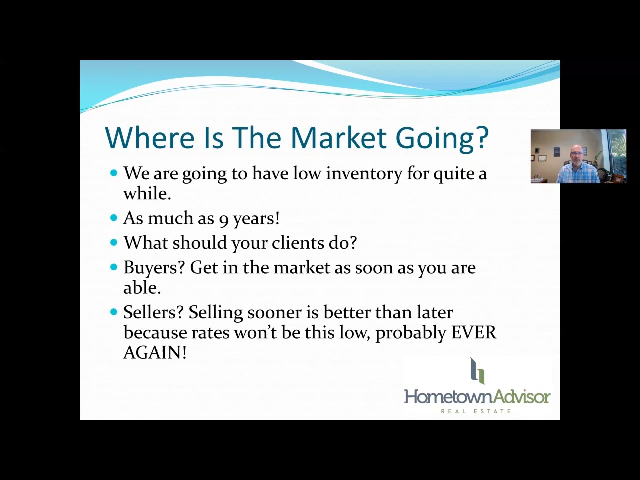 Where Is The Market Going?
We are going to have low inventory for quite a
while.
As much as 9 years!
What should your clients do?
Buyers? Get in the market as soon as you are
able.
Sellers? Selling sooner is better than later
because rates won't be this low, probably EVER
AGAIN!
HometownAdvisor
REAL ESTATE